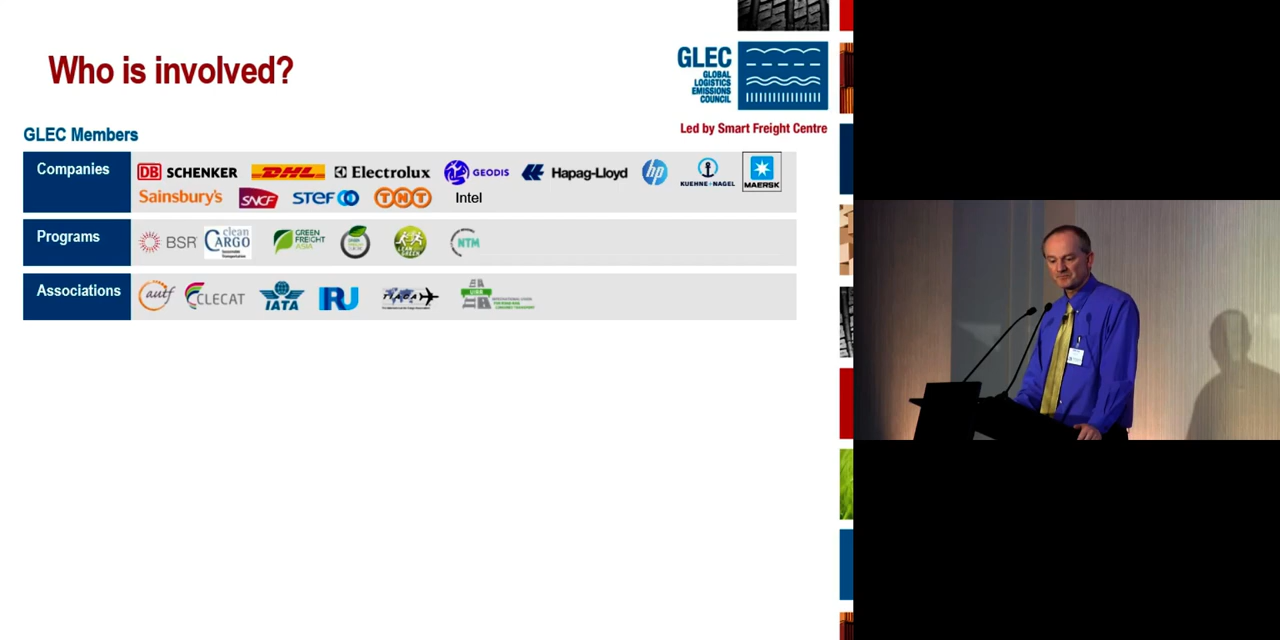 Who is involved?
GLEC
GLOBAL
LOGISTICS
EMISSIONS
COUNCIL
Led by Smart Freight Centre
GLEC Members
Companies
DB SCHENKER DHL Electrolux GEODIS Hapag-Lloyd hp KUEHNE+NAGEL MAERSK
Sainsbury's SNCF STEF TNT Intel
Programs
BSR clean CARGO GREEN FREIGHT ASIA LEAN GREEN NTM
Associations
autf CLECAT IATA IRU TIACA UIRR